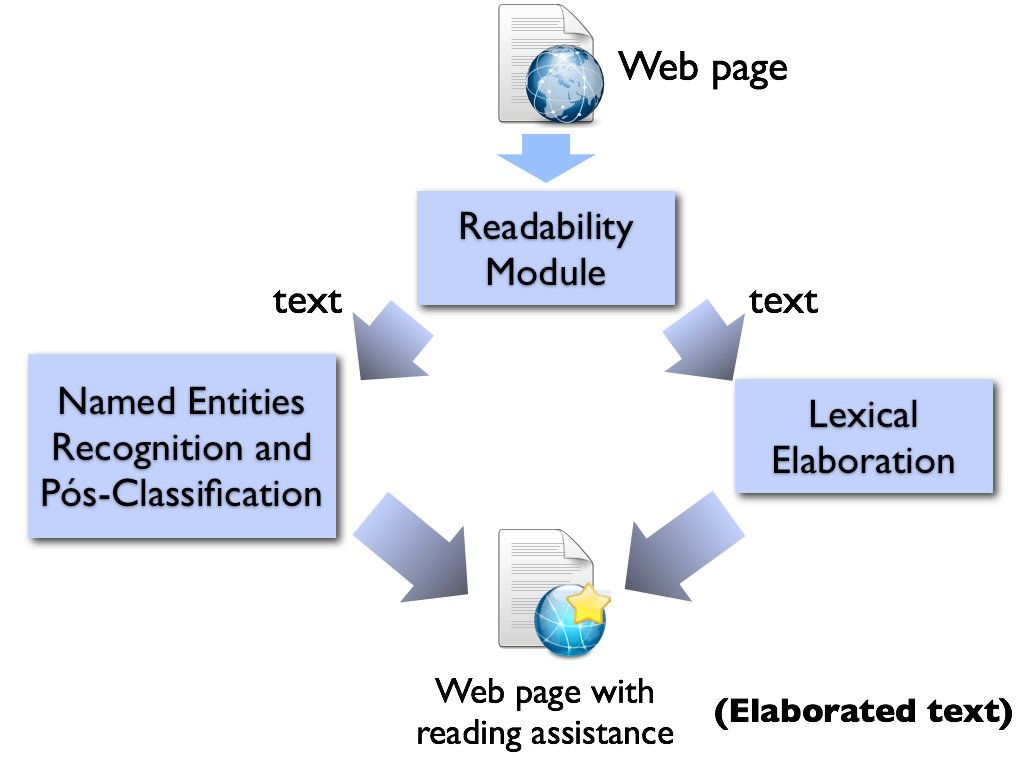 Web page
Readability
Module
text
text
Named Entities
Recognition and
Pós-Classification
Lexical
Elaboration
Web page with
reading assistance
(Elaborated text)